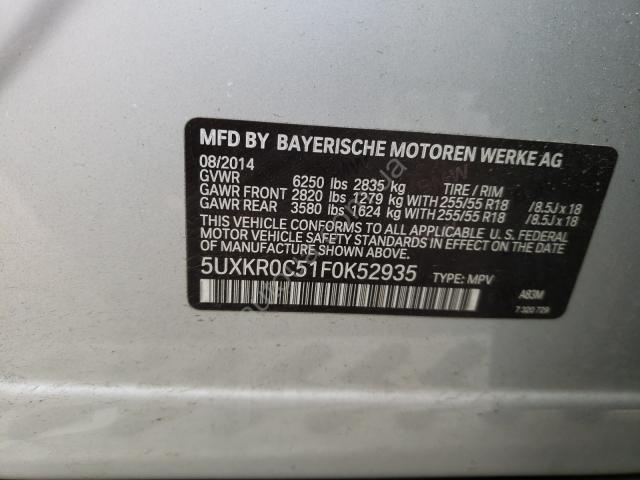 MFD BY BAYERISCHE MOTOREN WERKE AG
08/2014
GVWR 6250 lbs 2835 kg TIRE / RIM
GAWR FRONT 2820 lbs 1279 kg WITH 255/55 R18 /8.5J x 18
GAWR REAR 3580 lbs 1624 kg WITH 255/55 R18 /8.5J x 18
THIS VEHICLE CONFORMS TO ALL APPLICABLE U. S. FEDERAL
MOTOR VEHICLE SAFETY STANDARDS IN EFFECT ON THE
DATE OF MANUFACTURE SHOWN ABOVE.
5UXKR0C51F0K52935 TYPE: MPV
A83M
7 320 729